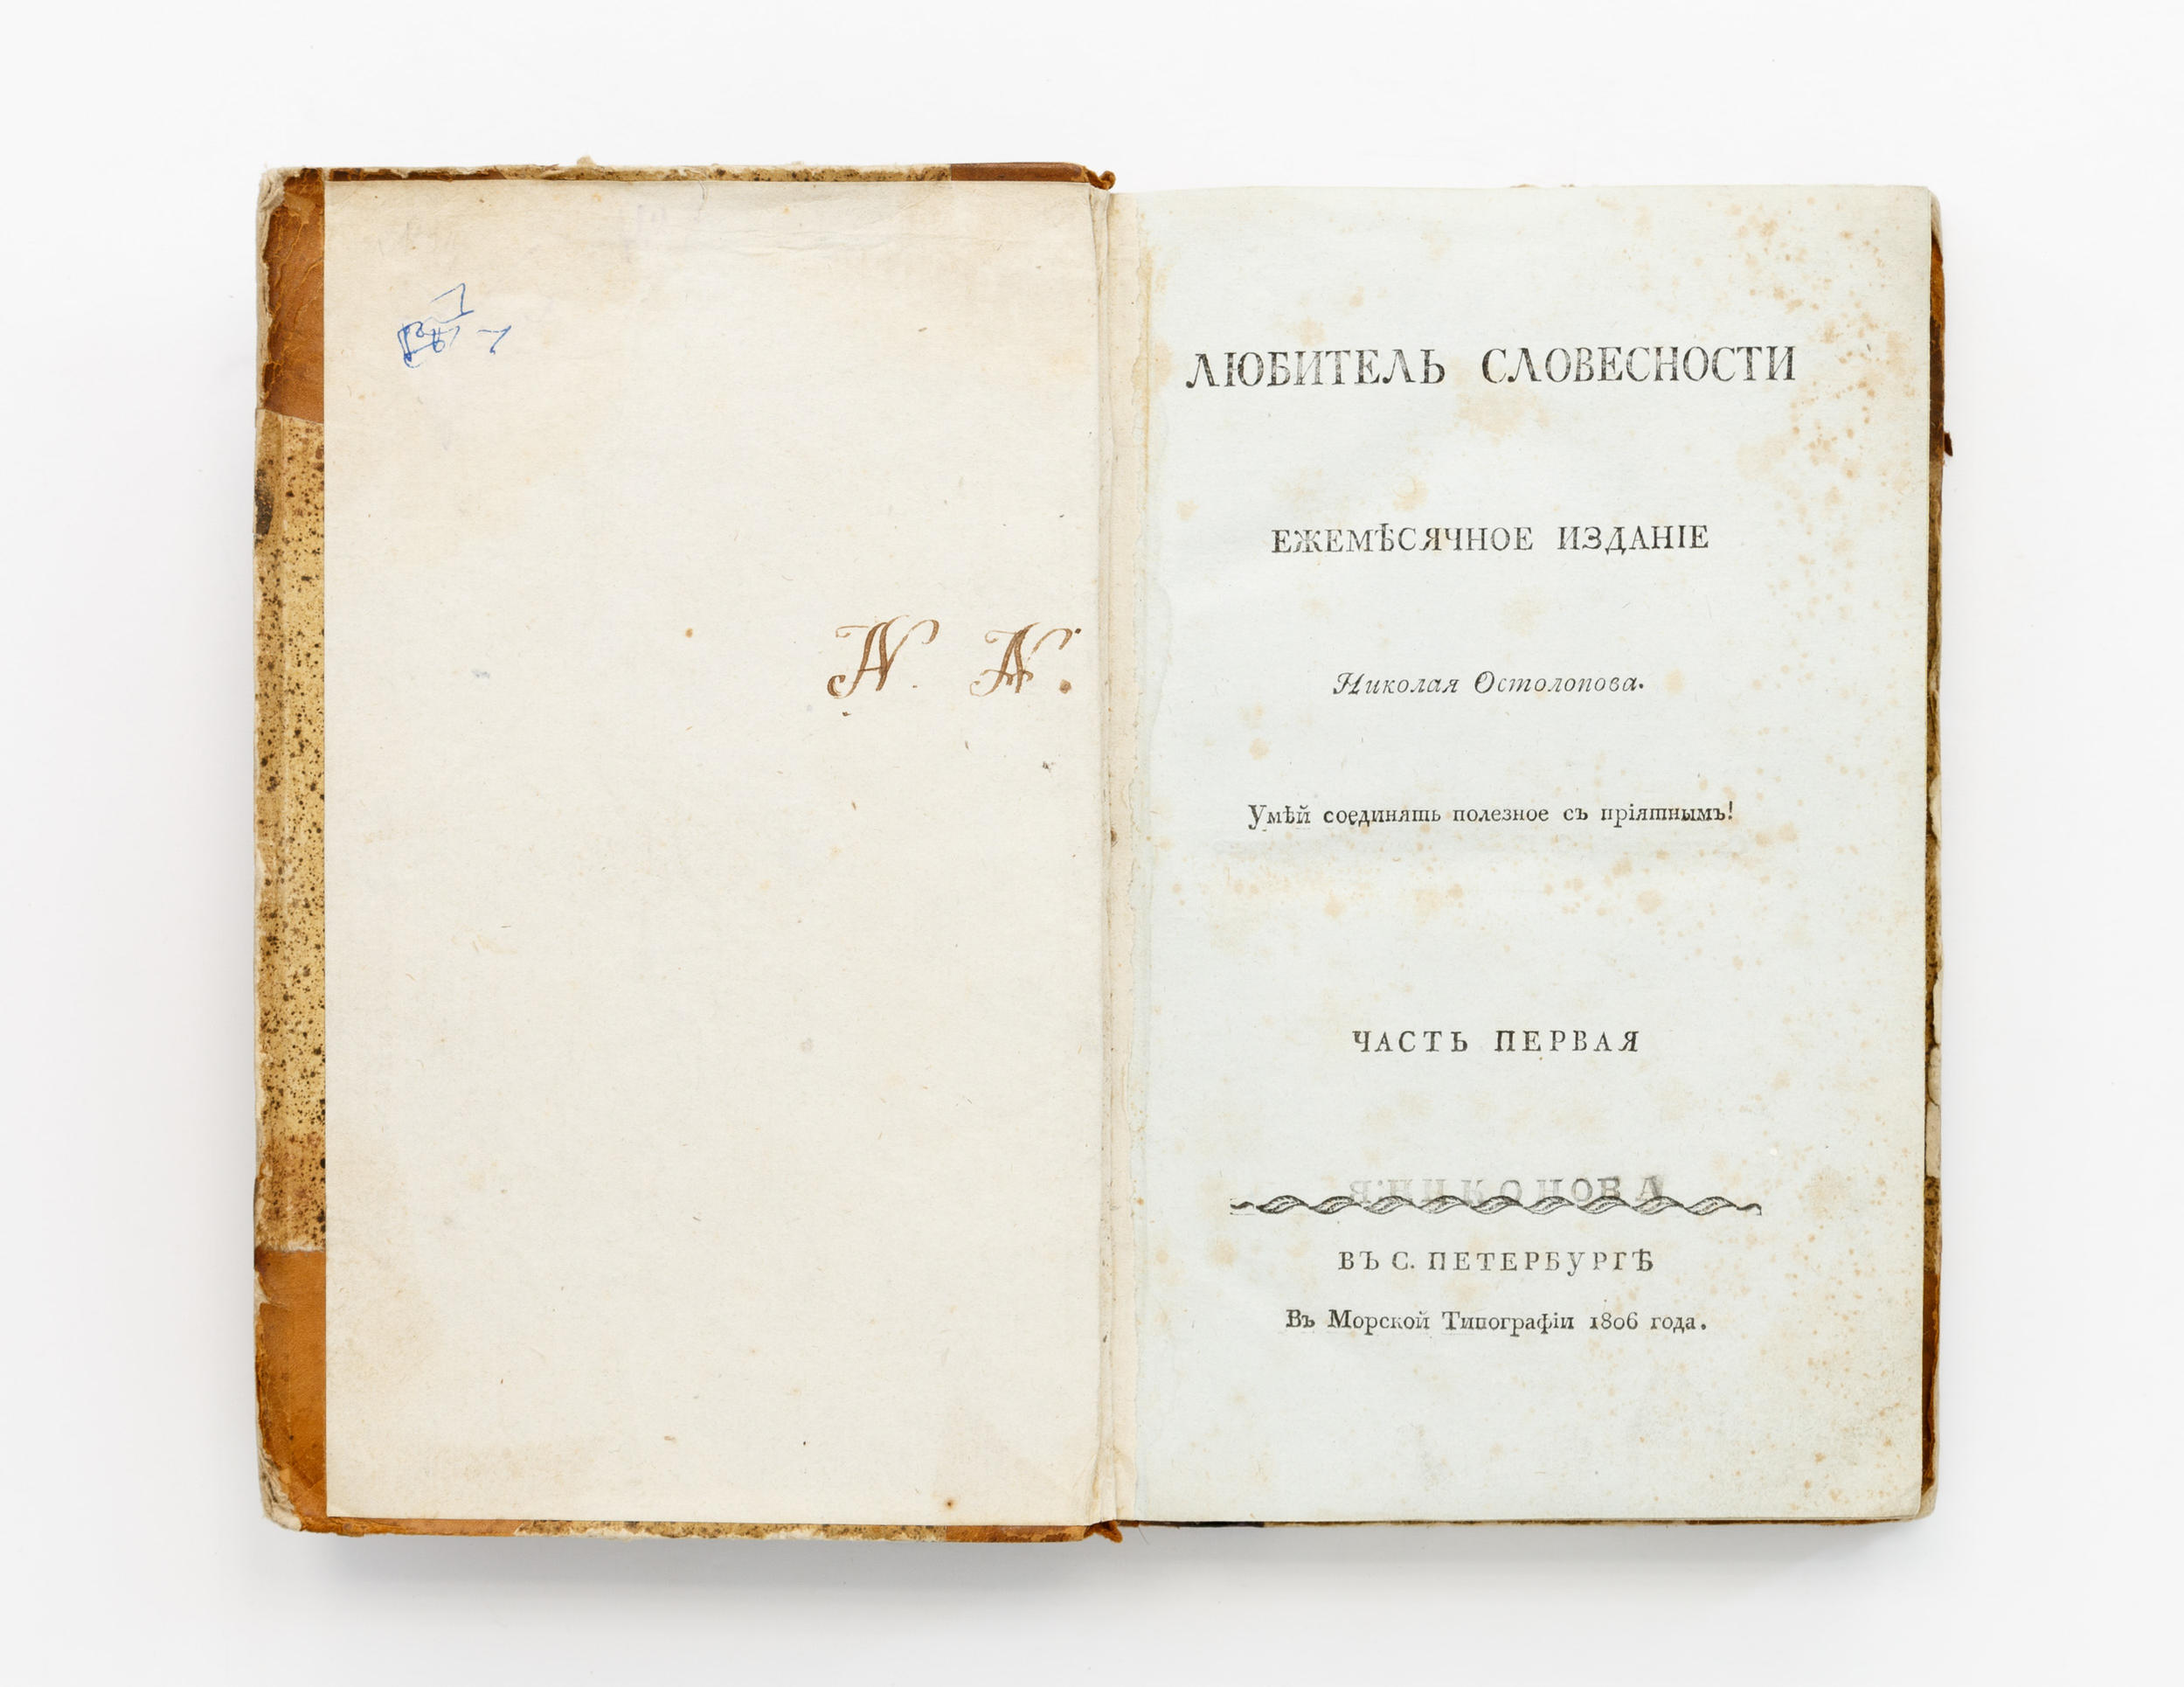 N. N.
ЛЮБИТЕЛЬ СЛОВЕСНОСТИ
ЕЖЕМѢСЯЧНОЕ ИЗДАНІЕ
Николая Остолопова.
Умѣй соединять полезное съ пріятнымъ!
ЧАСТЬ ПЕРВАЯ
Я.НИКОНОВА
ВЪ С. ПЕТЕРБУРГѢ
Въ Морской Типографіи 1806 года.